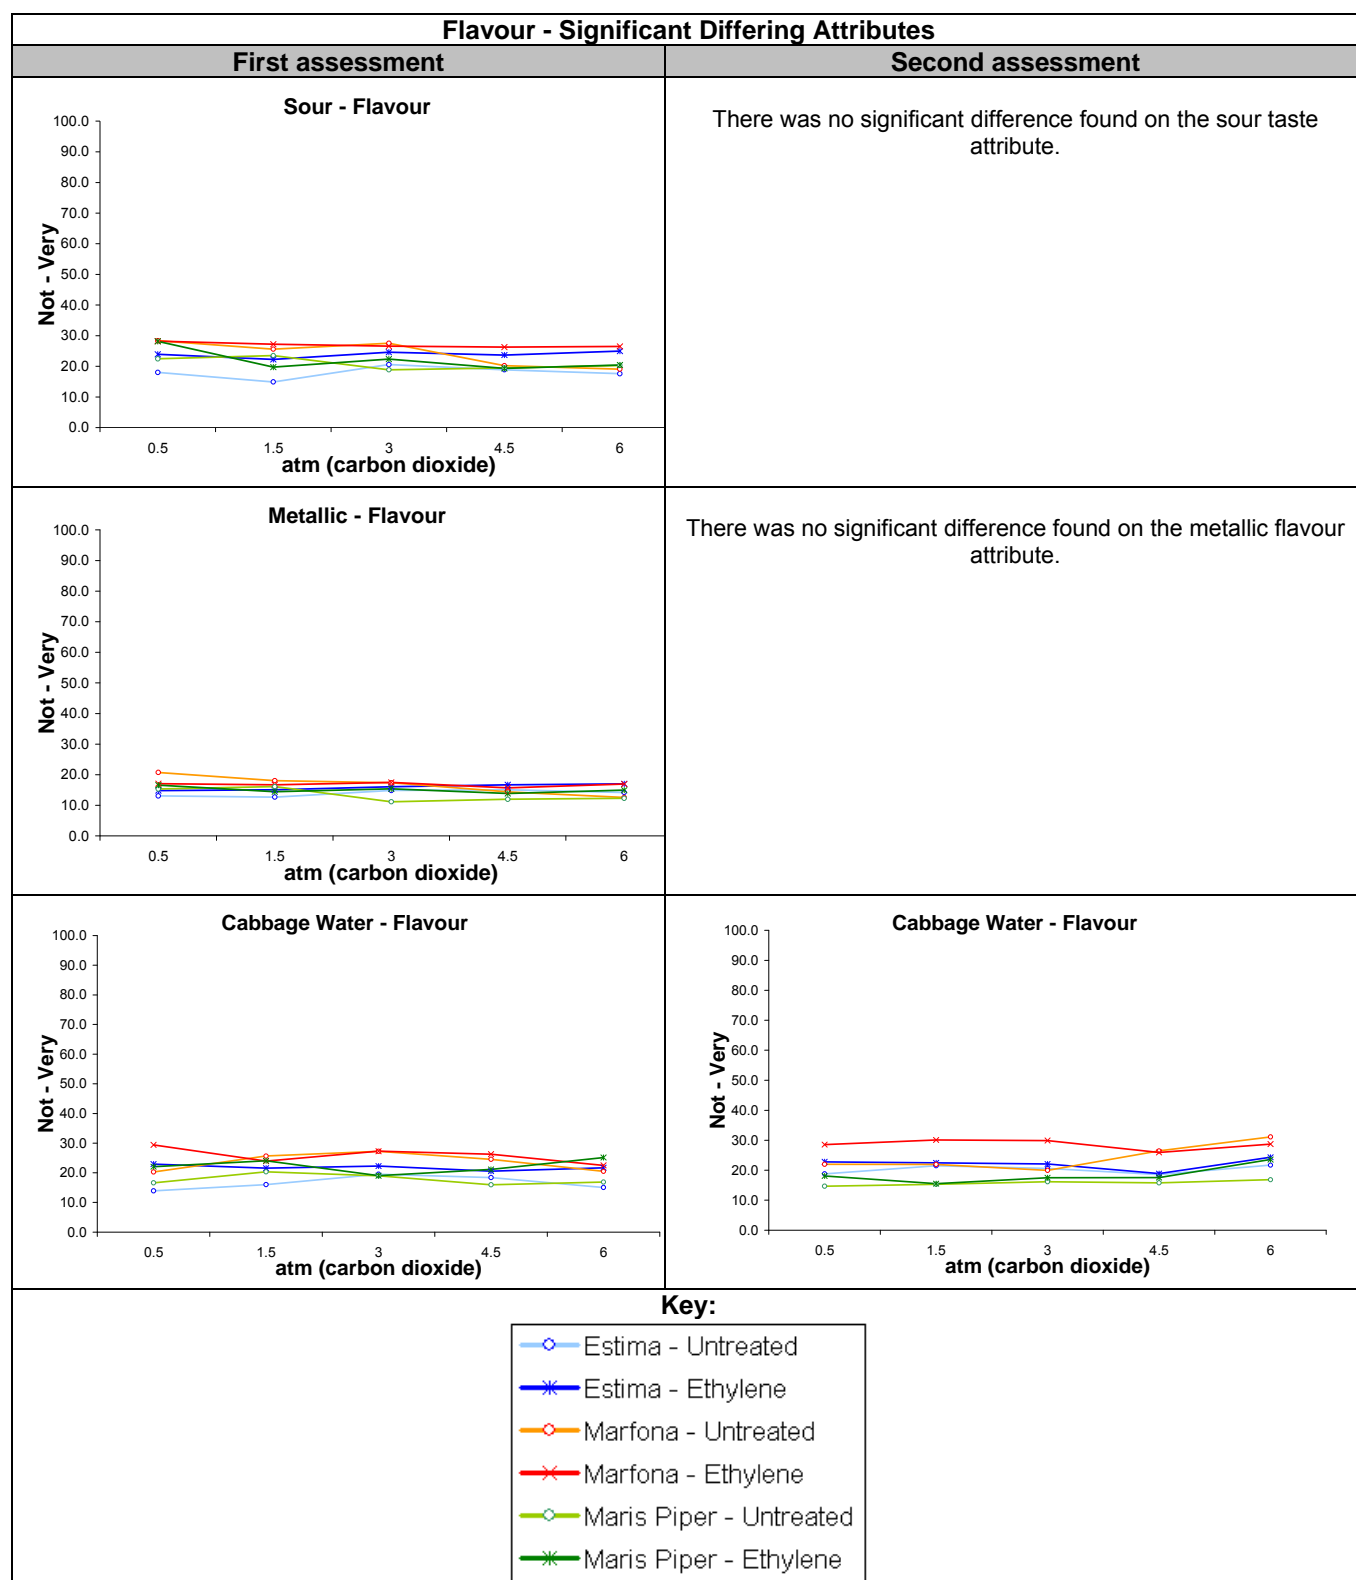 Flavour - Significant Differing Attributes
First assessment
Second assessment
Sour - Flavour
100.0
90.0
80.0
70.0
60.0
50.0
40.0
30.0
20.0
10.0
0.0
Not - Very
0.5 1.5 3 4.5 6
atm (carbon dioxide)
There was no significant difference found on the sour taste
attribute.
Metallic - Flavour
100.0
90.0
80.0
70.0
60.0
50.0
40.0
30.0
20.0
10.0
0.0
Not - Very
0.5 1.5 3 4.5 6
atm (carbon dioxide)
There was no significant difference found on the metallic flavour
attribute.
Cabbage Water - Flavour
100.0
90.0
80.0
70.0
60.0
50.0
40.0
30.0
20.0
10.0
0.0
Not - Very
0.5 1.5 3 4.5 6
atm (carbon dioxide)
Cabbage Water - Flavour
100.0
90.0
80.0
70.0
60.0
50.0
40.0
30.0
20.0
10.0
0.0
Not - Very
0.5 1.5 3 4.5 6
atm (carbon dioxide)
Key:
Estima - Untreated
Estima - Ethylene
Marfona - Untreated
Marfona - Ethylene
Maris Piper - Untreated
Maris Piper - Ethylene